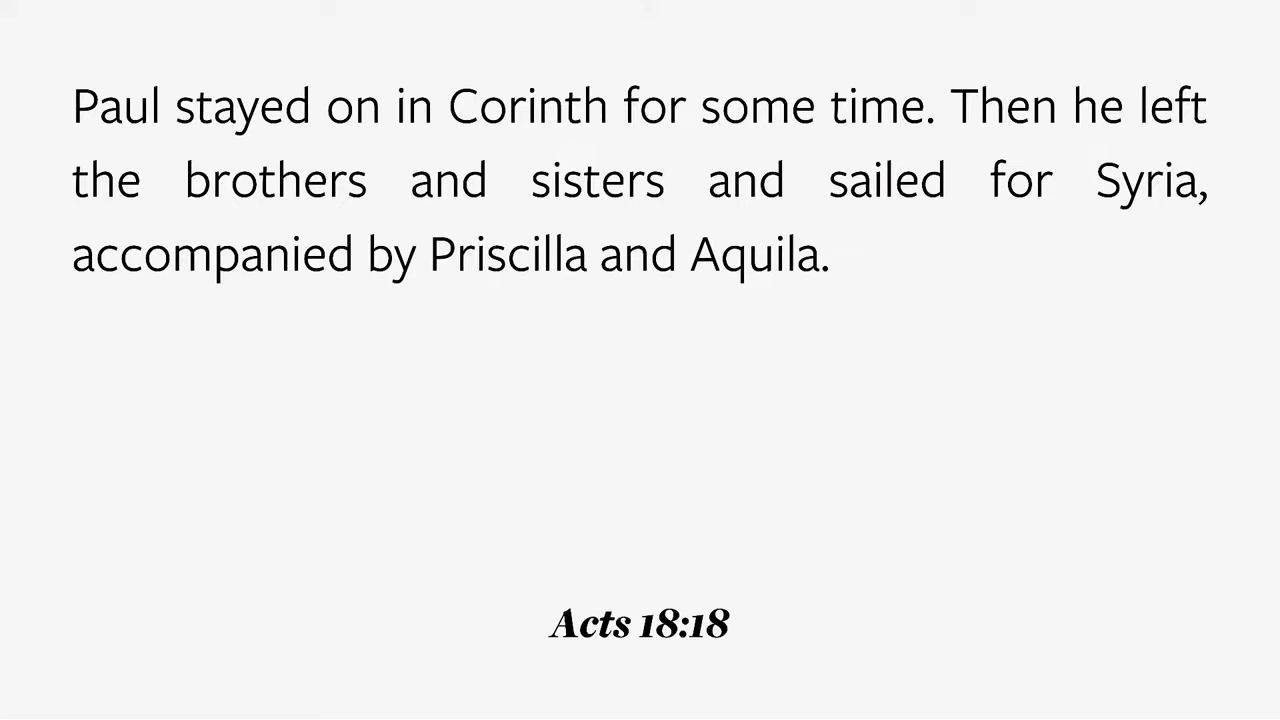 Paul stayed on in Corinth for some time. Then he left
the brothers and sisters and sailed for Syria,
accompanied by Priscilla and Aquila.
Acts 18:18